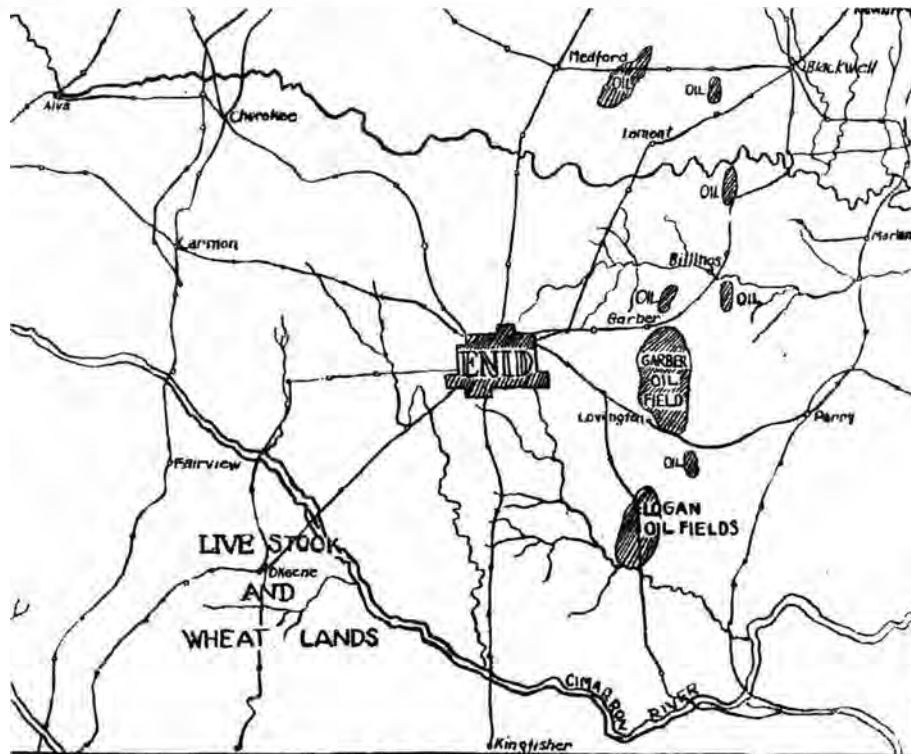 Medford
OIL
OIL
Blackwell
Alva
Cherokee
Lamont
OIL
Carmon
Billings
OIL
OIL
Garber
ENID
GARBER
OIL
FIELD
Lovington
Perry
Fairview
OIL
LOGAN
OIL FIELDS
LIVE STOCK
Okeene
AND
WHEAT LANDS
CIMARRON
RIVER
Kingfisher